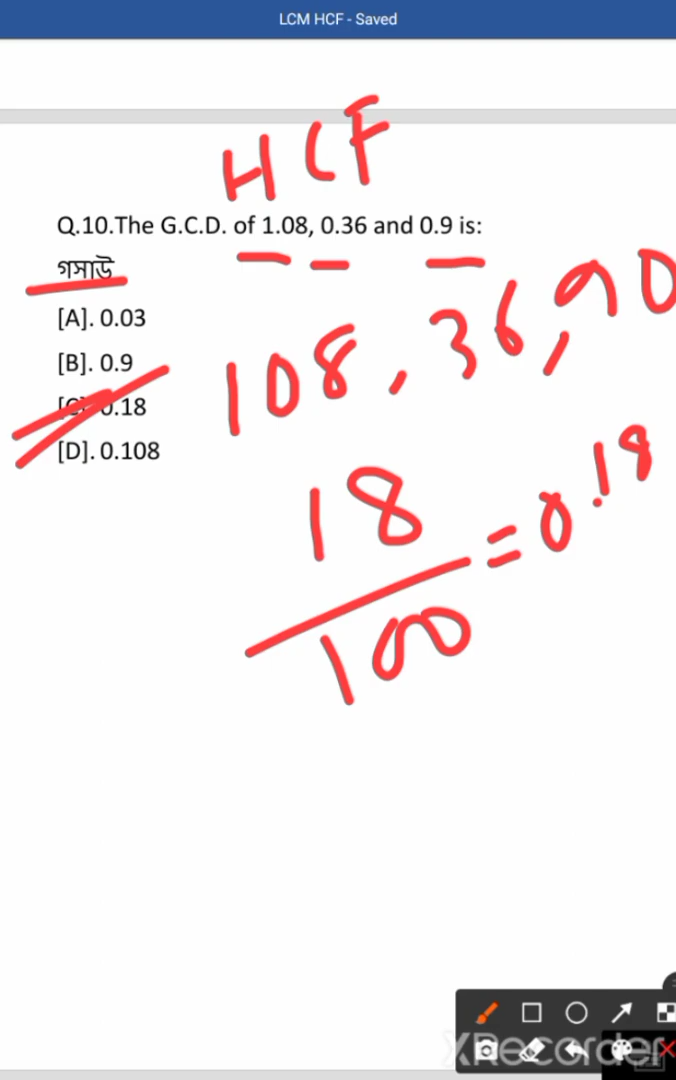 LCM HCF - Saved
HCF
Q.10.The G.C.D. of 1.08, 0.36 and 0.9 is:
গসাউ
[A]. 0.03
[B]. 0.9
[C]. 0.18
[D]. 0.108
108, 36, 90
18
100
= 0.18
XRecorder